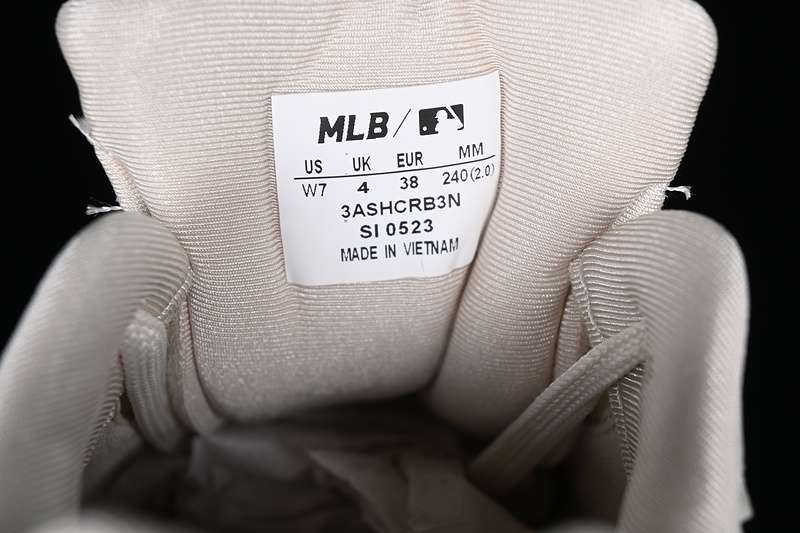 MLB/
US UK EUR MM
W7 4 38 240(2.0)
3ASHCRB3N
SI 0523
MADE IN VIETNAM